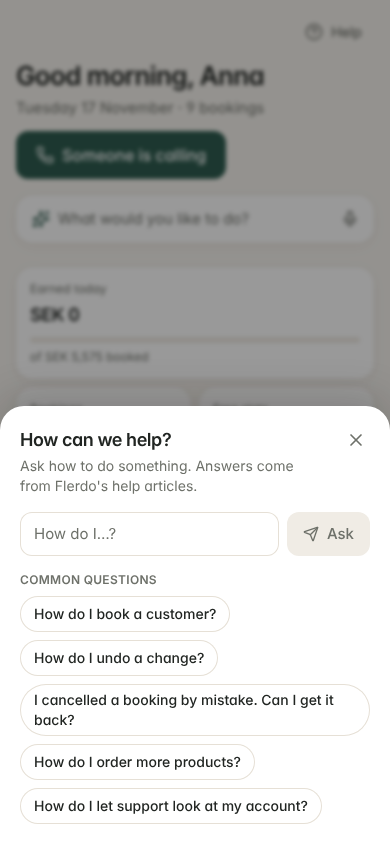 Help
Good morning, Anna
Tuesday 17 November · 9 bookings
Someone is calling
What would you like to do?
Earned today
SEK 0
of SEK 5,575 booked
How can we help?
Ask how to do something. Answers come
from Flerdo's help articles.
How do I...?
Ask
COMMON QUESTIONS
How do I book a customer?
How do I undo a change?
I cancelled a booking by mistake. Can I get it
back?
How do I order more products?
How do I let support look at my account?